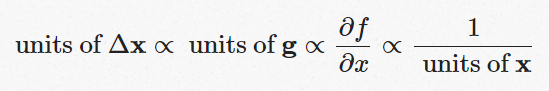 units of Δx ∝ units of g ∝ ∂f/∂x ∝ 1/units of x